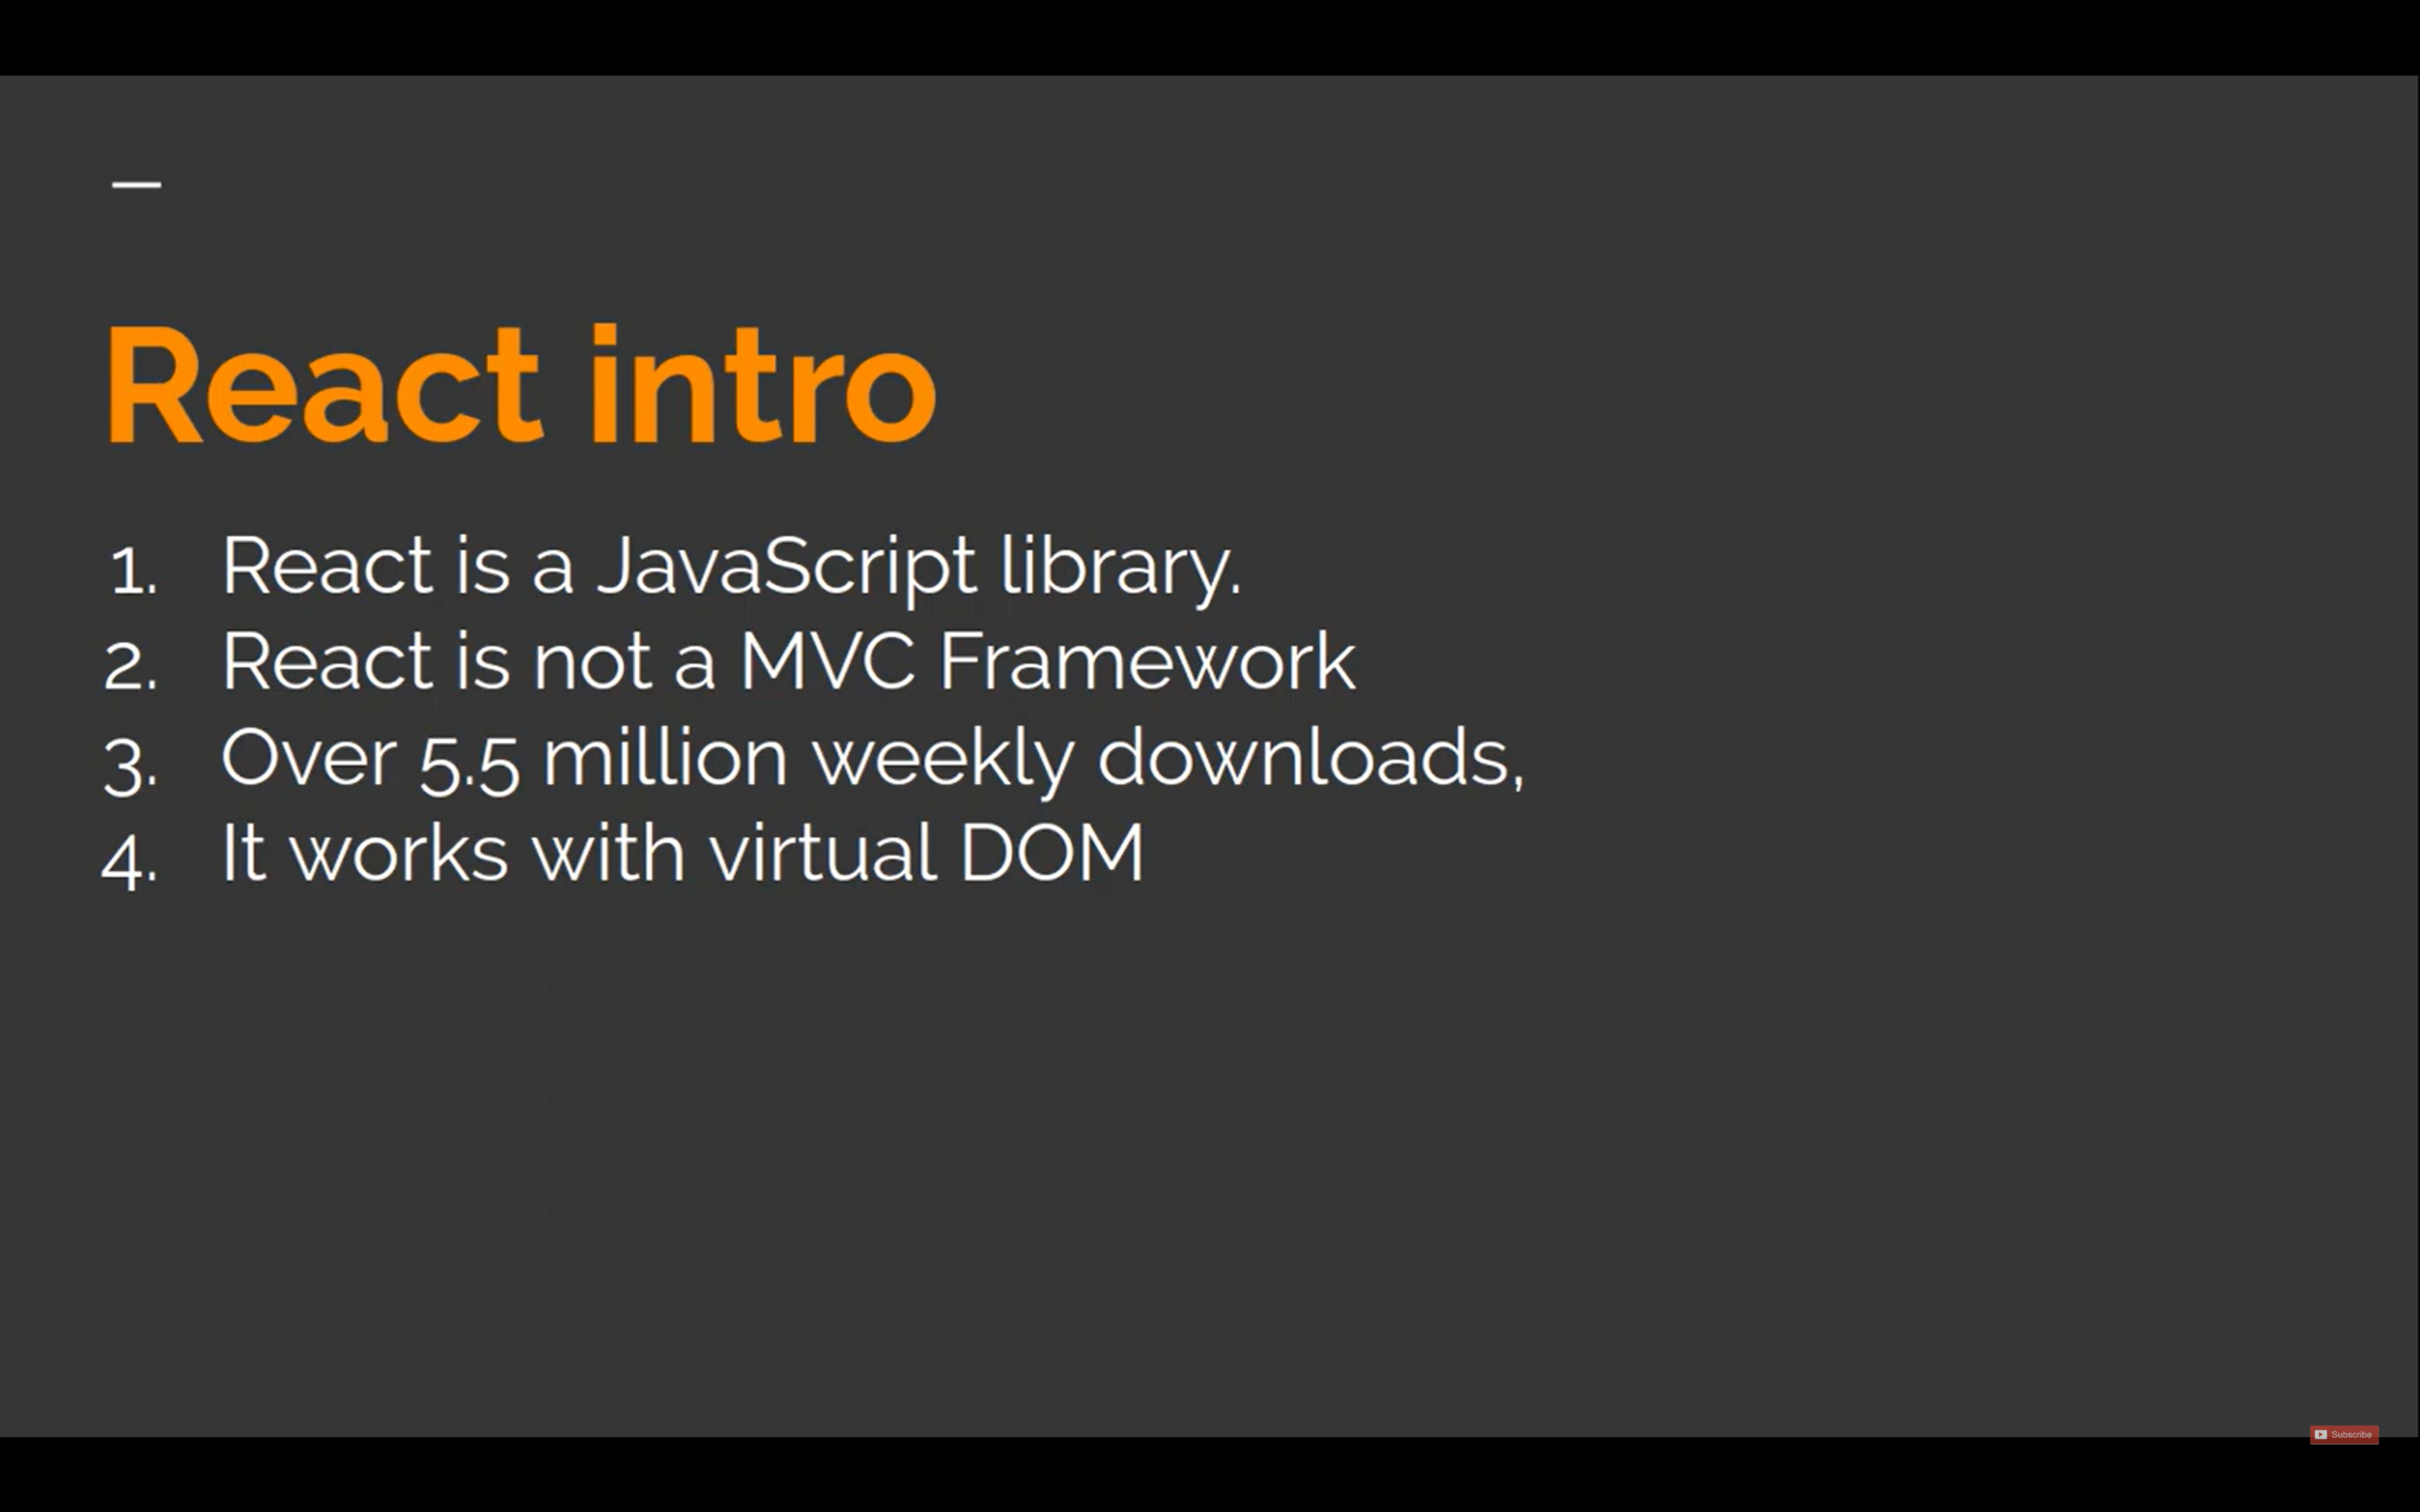 React intro
1. React is a JavaScript library.
2. React is not a MVC Framework
3. Over 5.5 million weekly downloads,
4. It works with virtual DOM
Subscribe